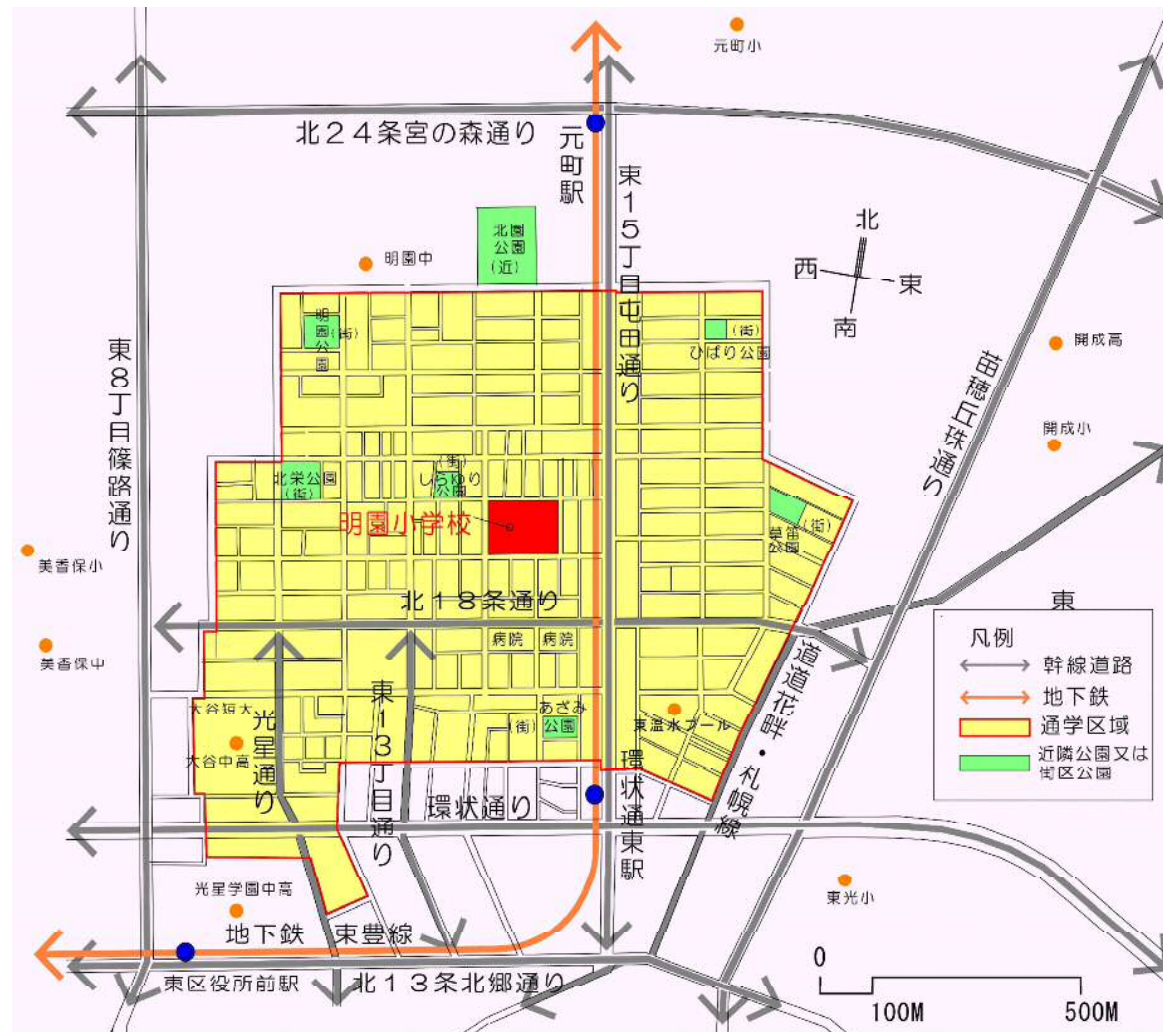 元町小
北24条宮の森通り
元町駅
東15丁目屯田通り
北園
公園
(近)
明園中
北
西
東
南
明園公園
(街)
(街)
ひばり公園
開成高
東8丁目篠路通り
苗穂丘珠通り
開成小
北栄公園
(街)
(街)
しらゆり
公園
明園小学校
(街)
草笛
公園
美香保小
北18条通り
東
病院
病院
美香保中
凡例
幹線道路
地下鉄
通学区域
近隣公園又は
街区公園
道道花畔・札幌線
大谷短大
光星通り
東13丁目通り
あざみ
(街)
公園
東温水プール
大谷中高
環状通東駅
環状通り
光星学園中高
東光小
地下鉄 東豊線
東区役所前駅
北13条北郷通り
0
100M
500M